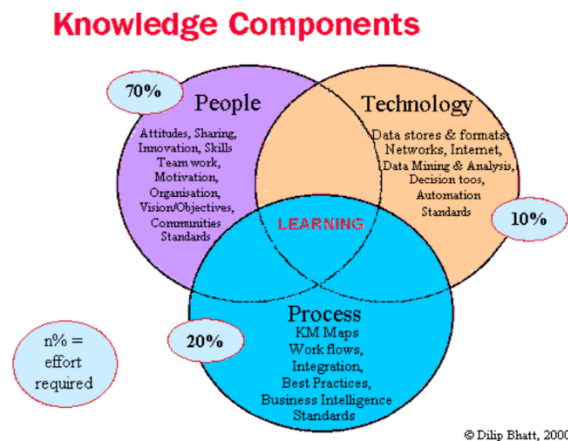 Knowledge Components
70%
People
Attitudes, Sharing,
Innovation, Skills
Team work,
Motivation,
Organisation,
Vision/Objectives,
Communities
Standards
Technology
Data stores & formats
Networks, Internet,
Data Mining & Analysis,
Decision toos,
Automation
Standards
10%
LEARNING
Process
KM Maps
Work flows,
Integration,
Best Practices,
Business Intelligence
Standards
20%
n% =
effort
required
© Dilip Bhatt, 2000